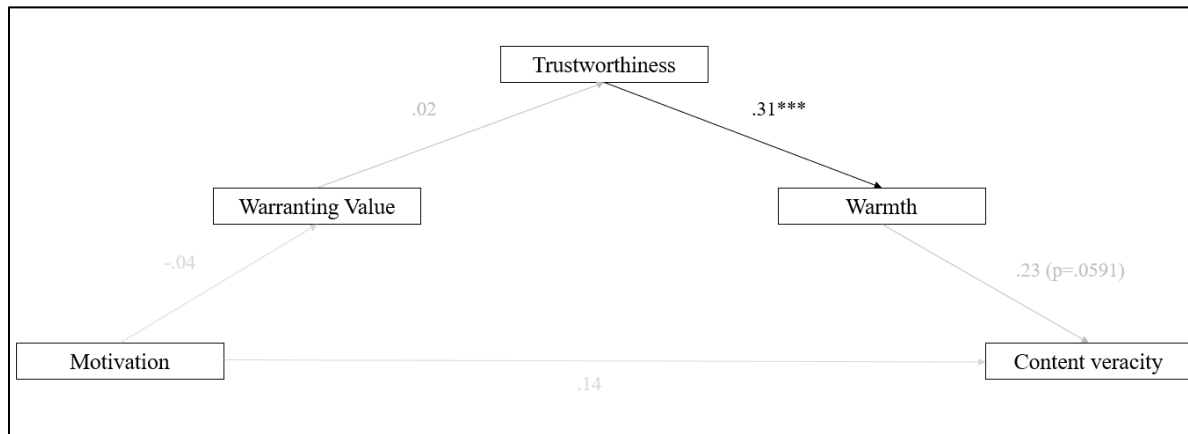 Trustworthiness
.02
.31***
Warranting Value
Warmth
-.04
.23 (p=.0591)
Motivation
Content veracity
.14